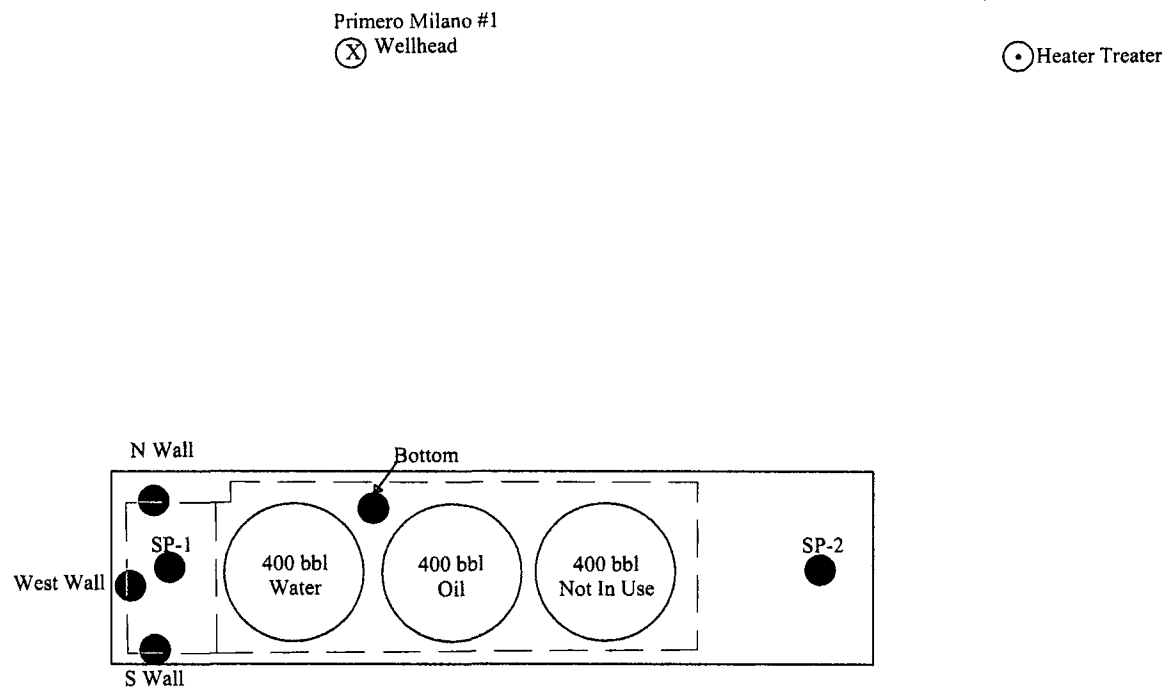 Primero Milano #1
X Wellhead
Heater Treater
N Wall
Bottom
SP-1
SP-2
West Wall
400 bbl
Water
400 bbl
Oil
400 bbl
Not In Use
S Wall